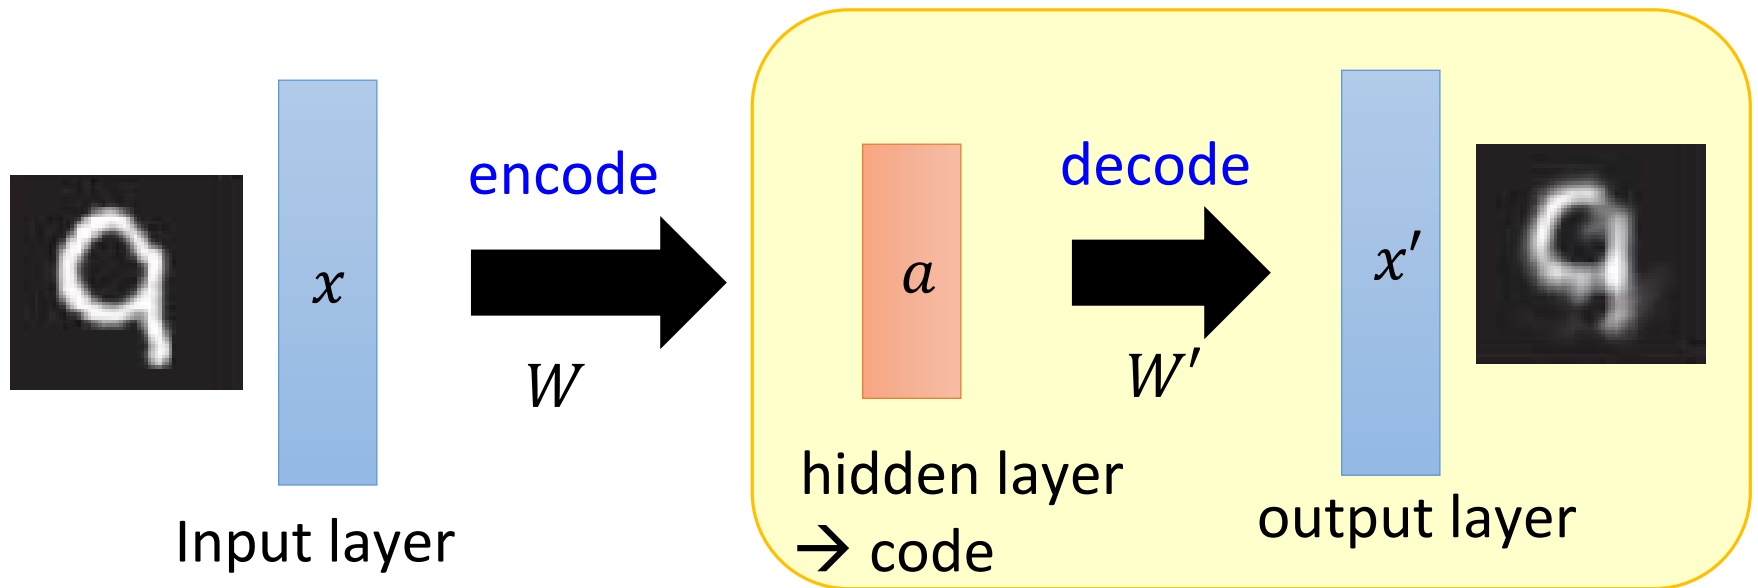 encode
decode
x
a
x′
W
W′
hidden layer
→ code
Input layer
output layer